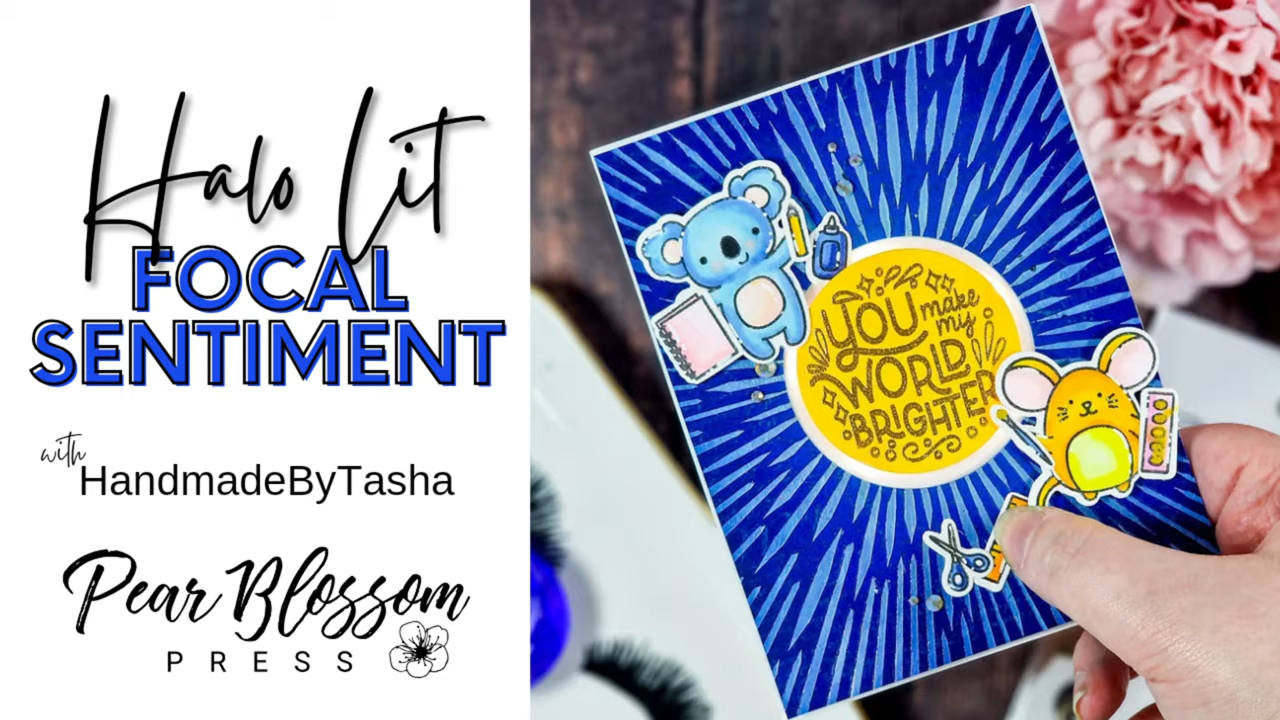 Halo Lit
FOCAL
SENTIMENT
with
HandmadeByTasha
Pear Blossom
PRESS
YOU make
my
WORLD
BRIGHTER